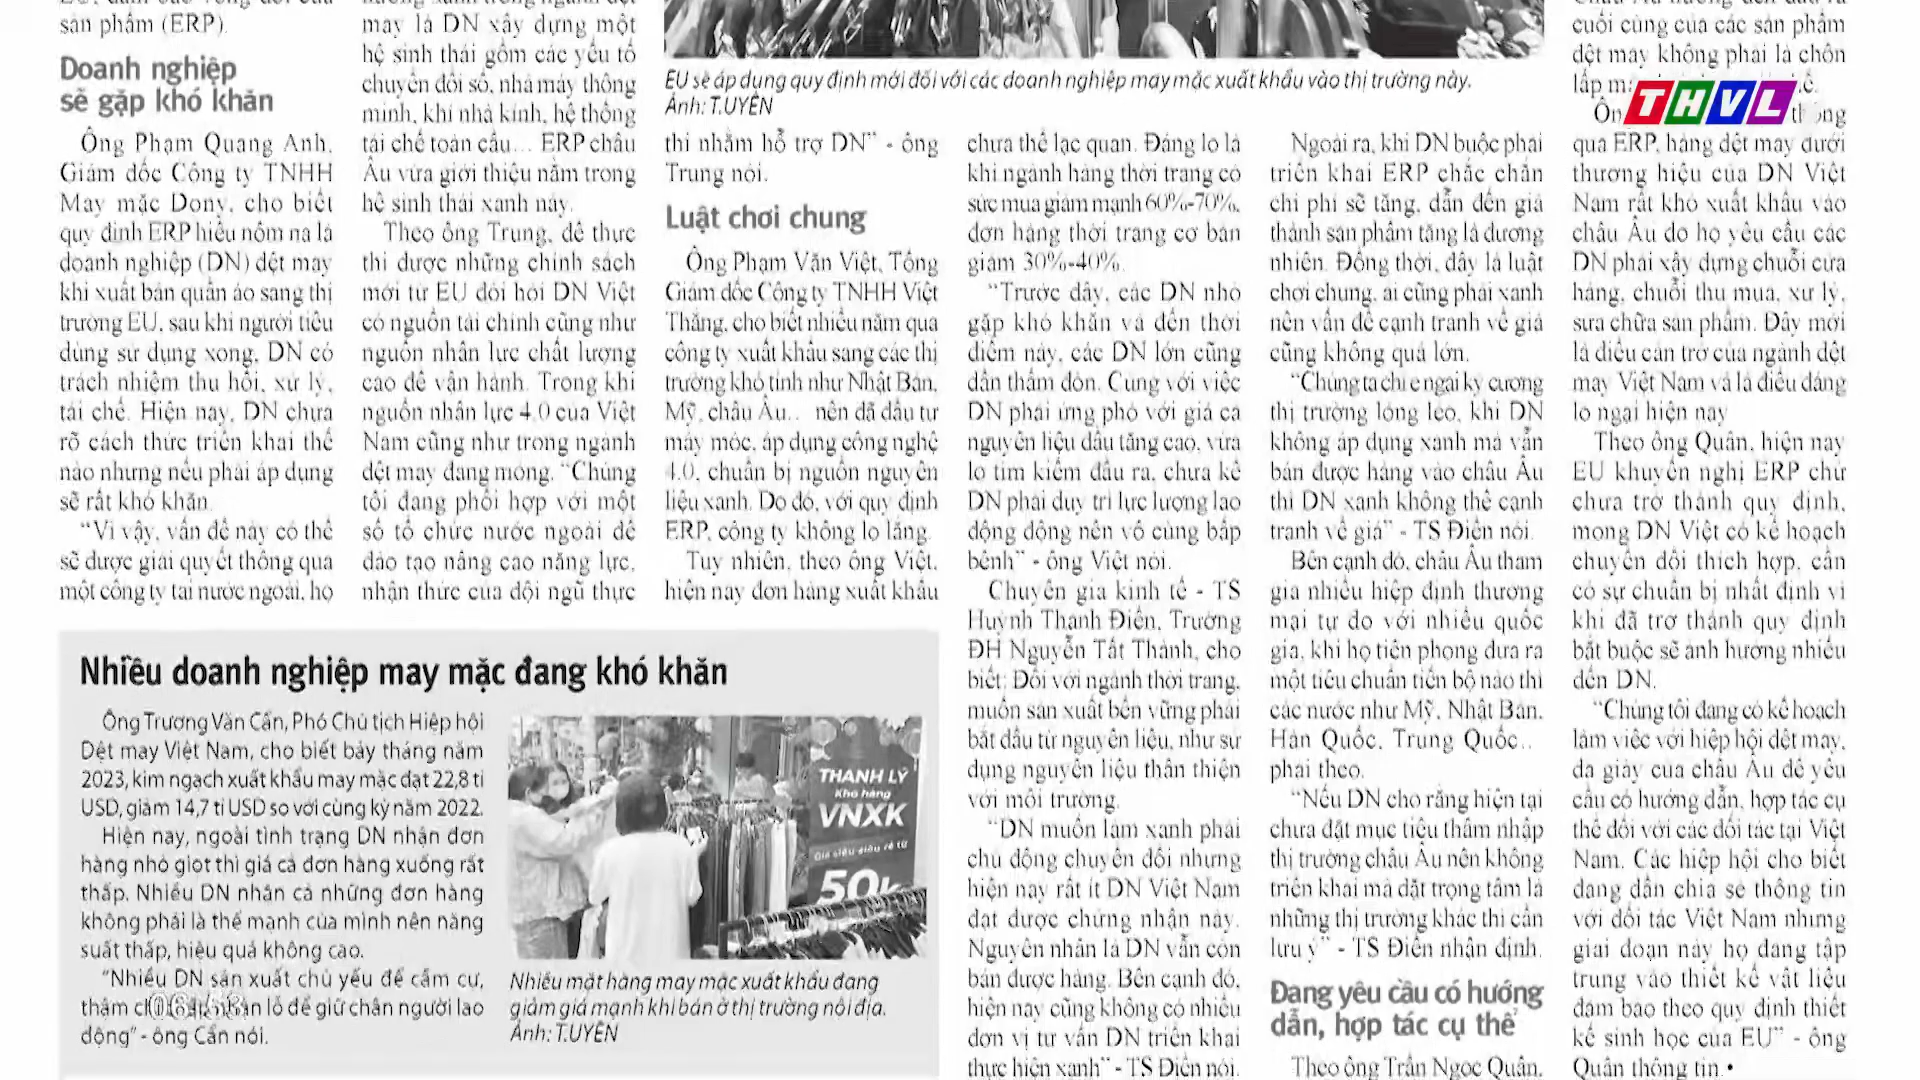 sản phẩm (ERP).
Doanh nghiệp
sẽ gặp khó khăn
Ông Phạm Quang Anh,
Giám đốc Công ty TNHH
May mặc Dony, cho biết
quy định ERP hiểu nôm na là
doanh nghiệp (DN) dệt may
khi xuất bán quần áo sang thị
trường EU, sau khi người tiêu
dùng sử dụng xong, DN có
trách nhiệm thu hồi, xử lý,
tái chế. Hiện nay, DN chưa
rõ cách thức triển khai thế
nào nhưng nếu phải áp dụng
sẽ rất khó khăn.
“Vì vậy, vấn đề này có thể
sẽ được giải quyết thông qua
một công ty tại nước ngoài, họ
may là DN xây dựng một
hệ sinh thái gồm các yếu tố
chuyển đổi số, nhà máy thông
minh, khí nhà kính, hệ thống
tái chế toàn cầu... ERP châu
Âu vừa giới thiệu nằm trong
hệ sinh thái xanh này.
Theo ông Trung, để thực
thi được những chính sách
mới từ EU đòi hỏi DN Việt
có nguồn tài chính cũng như
nguồn nhân lực chất lượng
cao để vận hành. Trong khi
nguồn nhân lực 4.0 của Việt
Nam cũng như trong ngành
dệt may đang mỏng. “Chúng
tôi đang phối hợp với một
số tổ chức nước ngoài để
đào tạo nâng cao năng lực,
nhận thức của đội ngũ thực
EU sẽ áp dụng quy định mới đối với các doanh nghiệp may mặc xuất khẩu vào thị trường này.
Ảnh: T.UYÊN
thi nhằm hỗ trợ DN” - ông
Trung nói.
Luật chơi chung
Ông Phạm Văn Việt, Tổng
Giám đốc Công ty TNHH Việt
Thắng, cho biết nhiều năm qua
công ty xuất khẩu sang các thị
trường khó tính như Nhật Bản,
Mỹ, châu Âu... nên đã đầu tư
máy móc, áp dụng công nghệ
4.0, chuẩn bị nguồn nguyên
liệu xanh. Do đó, với quy định
ERP, công ty không lo lắng.
Tuy nhiên, theo ông Việt,
hiện nay đơn hàng xuất khẩu
chưa thể lạc quan. Đáng lo là
khi ngành hàng thời trang có
sức mua giảm mạnh 60%-70%,
đơn hàng thời trang cơ bản
giảm 30%-40%.
“Trước đây, các DN nhỏ
gặp khó khăn và đến thời
điểm này, các DN lớn cũng
dần thấm đòn. Cùng với việc
DN phải ứng phó với giá cả
nguyên liệu đầu tăng cao, vừa
lo tìm kiếm đầu ra, chưa kể
DN phải duy trì lực lượng lao
động đông nên vô cùng bấp
bênh” - ông Việt nói.
Chuyên gia kinh tế - TS
Huỳnh Thanh Điền, Trường
ĐH Nguyễn Tất Thành, cho
biết: Đối với ngành thời trang,
muốn sản xuất bền vững phải
bắt đầu từ nguyên liệu, như sử
dụng nguyên liệu thân thiện
với môi trường.
“DN muốn làm xanh phải
chủ động chuyển đổi nhưng
hiện nay rất ít DN Việt Nam
đạt được chứng nhận này.
Nguyên nhân là DN vẫn còn
bán được hàng. Bên cạnh đó,
hiện nay cũng không có nhiều
đơn vị tư vấn DN triển khai
thực hiện xanh” - TS Điền nói.
Ngoài ra, khi DN buộc phải
triển khai ERP chắc chắn
chi phí sẽ tăng, dẫn đến giá
thành sản phẩm tăng là đương
nhiên. Đồng thời, đây là luật
chơi chung, ai cũng phải xanh
nên vấn đề cạnh tranh về giá
cũng không quá lớn.
“Chúng ta chỉ e ngại kỷ cương
thị trường lỏng lẻo, khi DN
không áp dụng xanh mà vẫn
bán được hàng vào châu Âu
thì DN xanh không thể cạnh
tranh về giá” - TS Điền nói.
Bên cạnh đó, châu Âu tham
gia nhiều hiệp định thương
mại tự do với nhiều quốc
gia, khi họ tiên phong đưa ra
một tiêu chuẩn tiến bộ nào thì
các nước như Mỹ, Nhật Bản,
Hàn Quốc, Trung Quốc...
phải theo.
“Nếu DN cho rằng hiện tại
chưa đặt mục tiêu thâm nhập
thị trường châu Âu nên không
triển khai mà đặt trọng tâm là
những thị trường khác thì cần
lưu ý” - TS Điền nhận định.
Đang yêu cầu có hướng
dẫn, hợp tác cụ thể
Theo ông Trần Ngọc Quân,
cuối cùng của các sản phẩm
dệt may không phải là chôn
lấp
THVL
qua ERP, hàng dệt may dưới
thương hiệu của DN Việt
Nam rất khó xuất khẩu vào
châu Âu do họ yêu cầu các
DN phải xây dựng chuỗi cửa
hàng, chuỗi thu mua, xử lý,
sửa chữa sản phẩm. Đây mới
là điều cản trở của ngành dệt
may Việt Nam và là điều đáng
lo ngại hiện nay.
Theo ông Quân, hiện nay
EU khuyến nghị ERP chứ
chưa trở thành quy định,
mong DN Việt có kế hoạch
chuyển đổi thích hợp, cần
có sự chuẩn bị nhất định vì
khi đã trở thành quy định
bắt buộc sẽ ảnh hưởng nhiều
đến DN.
“Chúng tôi đang có kế hoạch
làm việc với hiệp hội dệt may,
da giày của châu Âu để yêu
cầu có hướng dẫn, hợp tác cụ
thể đối với các đối tác tại Việt
Nam. Các hiệp hội cho biết
đang dần chia sẻ thông tin
với đối tác Việt Nam nhưng
giai đoạn này họ đang tập
trung vào thiết kế vật liệu
đảm bảo theo quy định thiết
kế sinh học của EU” - ông
Quân thông tin.•
Nhiều doanh nghiệp may mặc đang khó khăn
Ông Trương Văn Cẩn, Phó Chủ tịch Hiệp hội
Dệt may Việt Nam, cho biết bảy tháng năm
2023, kim ngạch xuất khẩu may mặc đạt 22,8 tỉ
USD, giảm 14,7 tỉ USD so với cùng kỳ năm 2022.
Hiện nay, ngoài tình trạng DN nhận đơn
hàng nhỏ giọt thì giá cả đơn hàng xuống rất
thấp. Nhiều DN nhận cả những đơn hàng
không phải là thế mạnh của mình nên năng
suất thấp, hiệu quả không cao.
“Nhiều DN sản xuất chủ yếu để cầm cự,
thậm lỗ để giữ chân người lao
động” - ông Cẩn nói.
THANH LÝ
Kho hàng
VNXK
Giá siêu siêu rẻ từ
50k
Nhiều mặt hàng may mặc xuất khẩu đang
giảm giá mạnh khi bán ở thị trường nội địa.
Ảnh: T.UYÊN